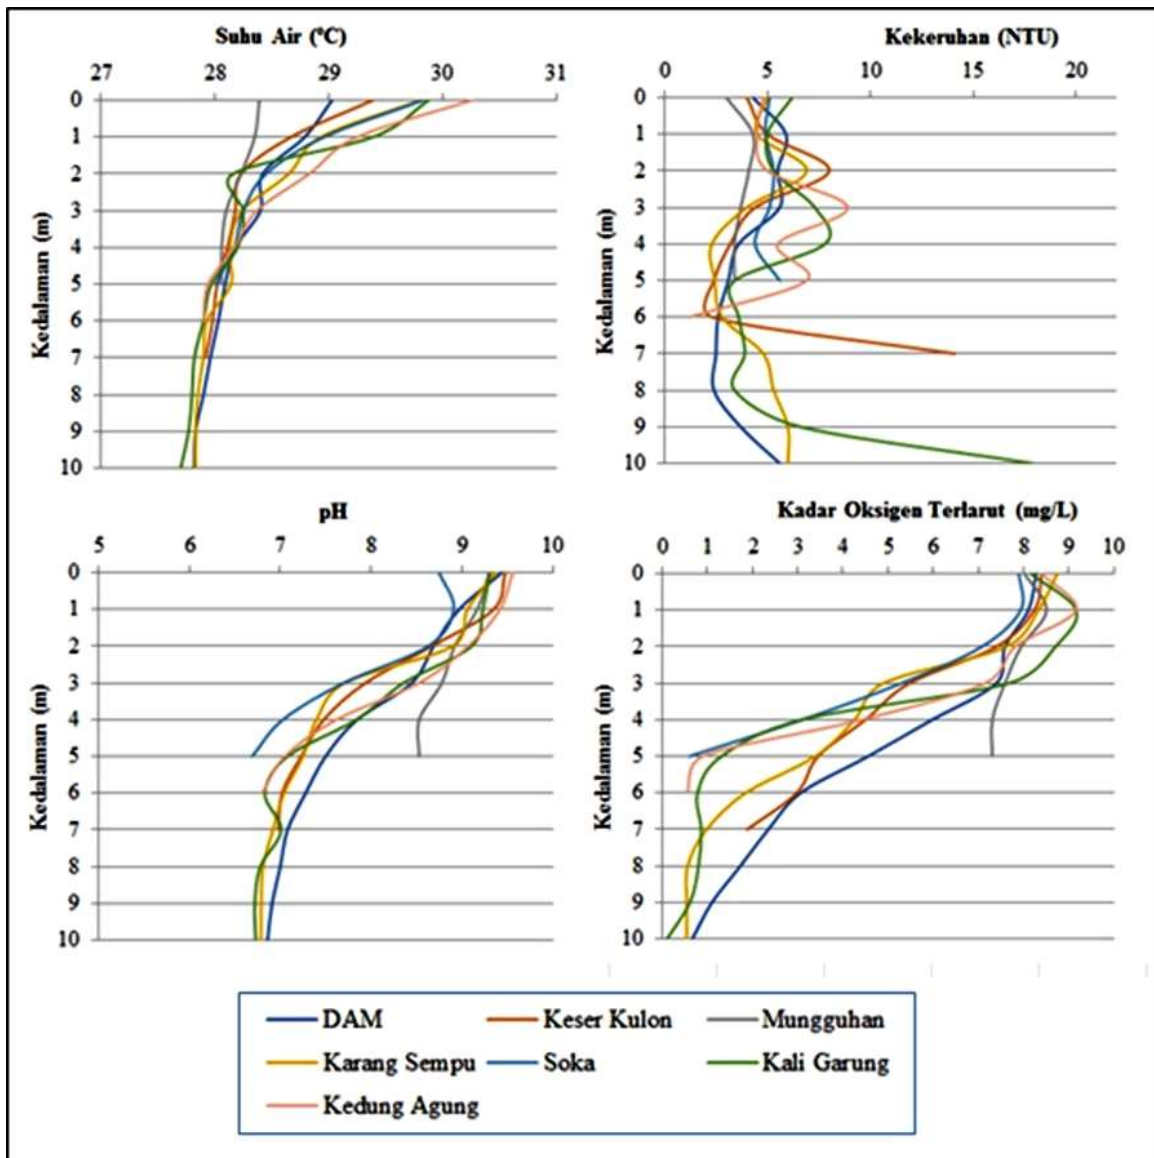 Suhu Air (ºC)
27 28 29 30 31
0
1
2
3
4
5
6
7
8
9
10
Kedalaman (m)
Kekeruhan (NTU)
0 5 10 15 20
0
1
2
3
4
5
6
7
8
9
10
Kedalaman (m)
pH
5 6 7 8 9 10
0
1
2
3
4
5
6
7
8
9
10
Kedalaman (m)
Kadar Oksigen Terlarut (mg/L)
0 1 2 3 4 5 6 7 8 9 10
0
1
2
3
4
5
6
7
8
9
10
Kedalaman (m)
DAM Keser Kulon Mungguhan
Karang Sempu Soka Kali Garung
Kedung Agung